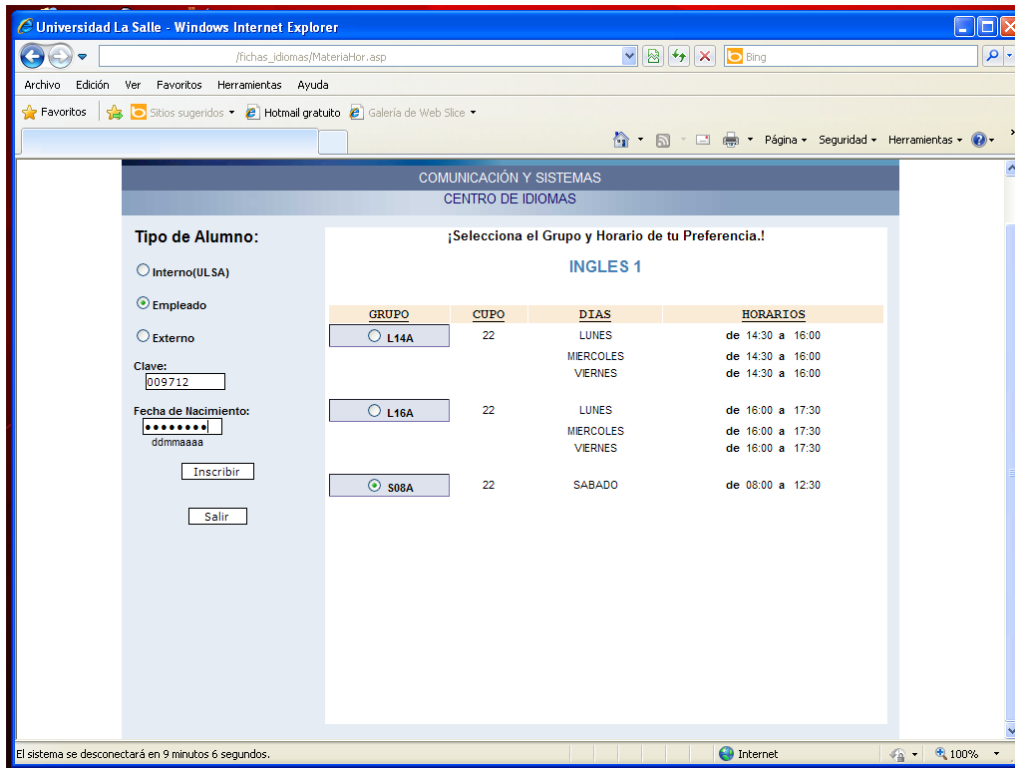 Universidad La Salle - Windows Internet Explorer
/fichas_idiomas/MateriaHor.asp
Bing
Archivo Edición Ver Favoritos Herramientas Ayuda
Favoritos Sitios sugeridos Hotmail gratuito Galería de Web Slice
Página Seguridad Herramientas »
COMUNICACIÓN Y SISTEMAS
CENTRO DE IDIOMAS
Tipo de Alumno:
Interno(ULSA)
Empleado
Externo
Clave:
009712
Fecha de Nacimiento:
••••••••
ddmmaaaa
Inscribir
Salir
¡Selecciona el Grupo y Horario de tu Preferencia.!
INGLES 1
GRUPO CUPO DIAS HORARIOS
L14A 22 LUNES de 14:30 a 16:00
MIERCOLES de 14:30 a 16:00
VIERNES de 14:30 a 16:00
L16A 22 LUNES de 16:00 a 17:30
MIERCOLES de 16:00 a 17:30
VIERNES de 16:00 a 17:30
S08A 22 SABADO de 08:00 a 12:30
El sistema se desconectará en 9 minutos 6 segundos. Internet 100%